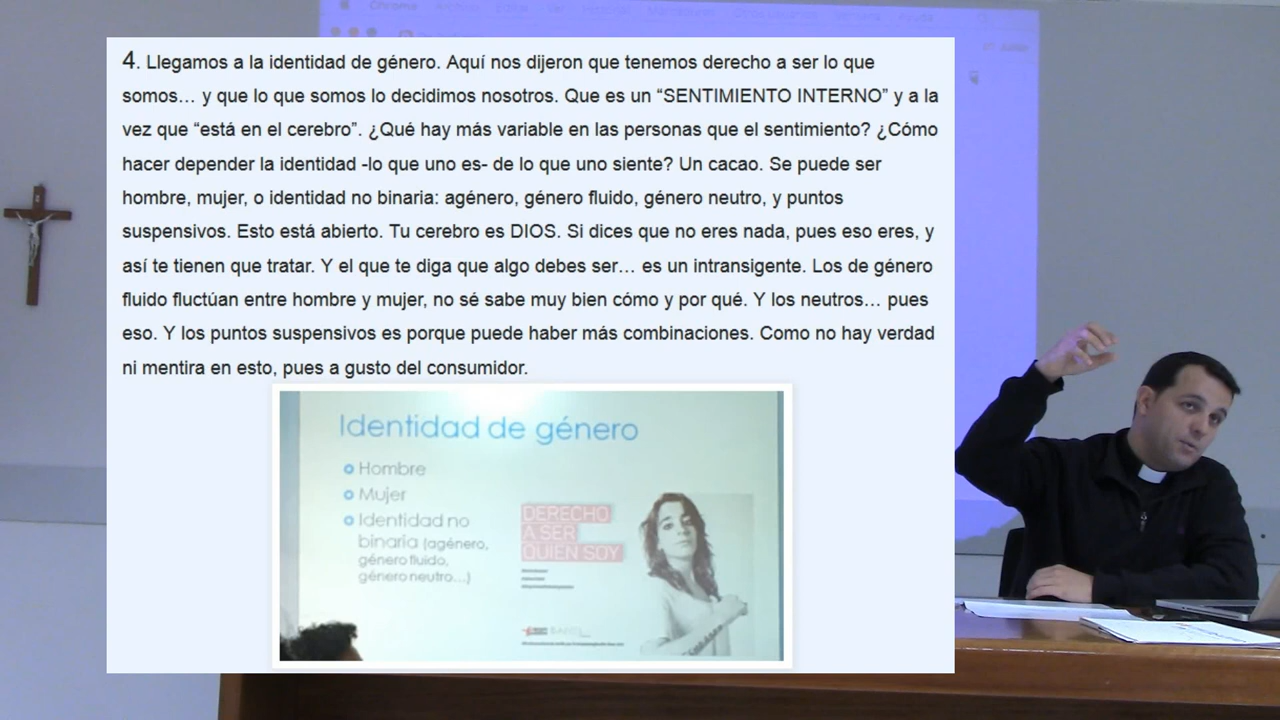 Chrome
4. Llegamos a la identidad de género. Aquí nos dijeron que tenemos derecho a ser lo que
somos… y que lo que somos lo decidimos nosotros. Que es un “SENTIMIENTO INTERNO” y a la
vez que “está en el cerebro”. ¿Qué hay más variable en las personas que el sentimiento? ¿Cómo
hacer depender la identidad -lo que uno es- de lo que uno siente? Un cacao. Se puede ser
hombre, mujer, o identidad no binaria: agénero, género fluido, género neutro, y puntos
suspensivos. Esto está abierto. Tu cerebro es DIOS. Si dices que no eres nada, pues eso eres, y
así te tienen que tratar. Y el que te diga que algo debes ser… es un intransigente. Los de género
fluido fluctúan entre hombre y mujer, no sé sabe muy bien cómo y por qué. Y los neutros… pues
eso. Y los puntos suspensivos es porque puede haber más combinaciones. Como no hay verdad
ni mentira en esto, pues a gusto del consumidor.
Identidad de género
Hombre
Mujer
Identidad no
binaria (agénero,
género fluido,
género neutro…)
DERECHO
A SER
QUIEN SOY